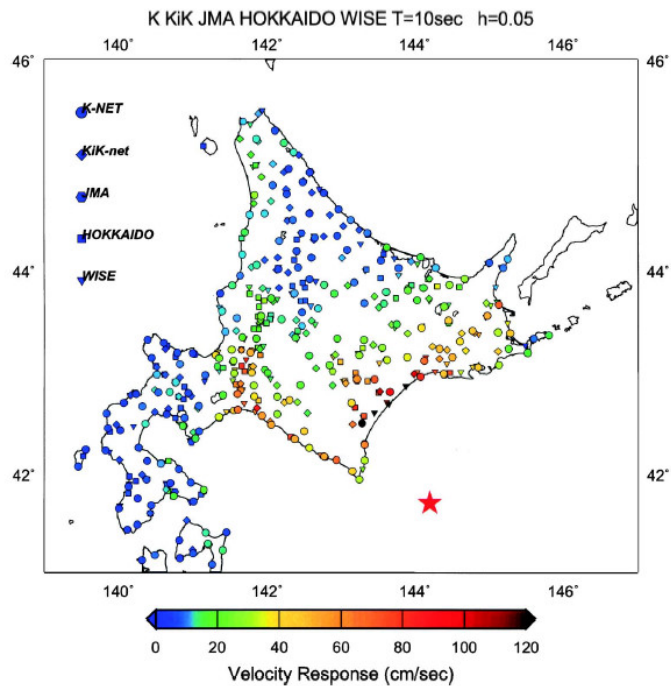 K KiK JMA HOKKAIDO WISE T=10sec h=0.05
140° 142° 144° 146°
46°
K-NET
KiK-net
JMA
HOKKAIDO
44° 44°
WISE
42° 42°
140° 142° 144° 146°
0 20 40 60 80 100 120
Velocity Response (cm/sec)